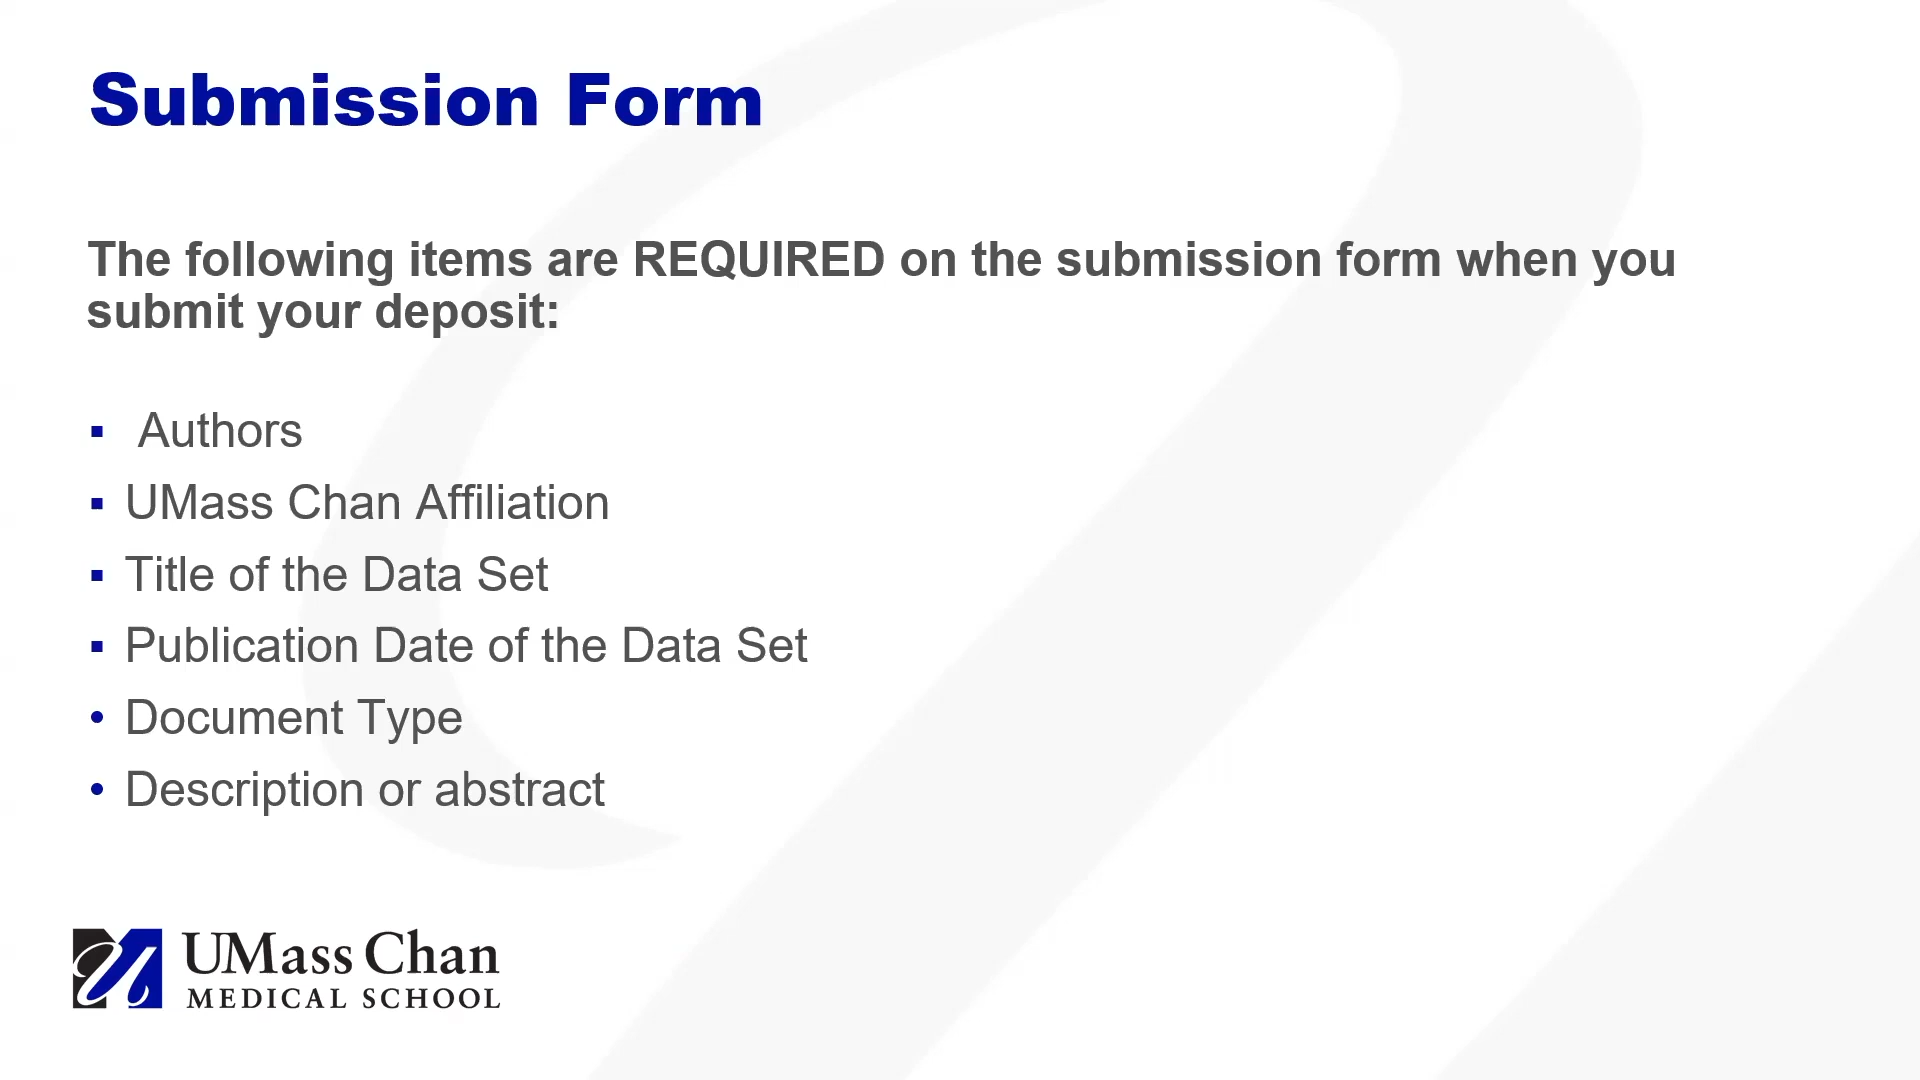 Submission Form
The following items are REQUIRED on the submission form when you
submit your deposit:
▪ Authors
▪ UMass Chan Affiliation
▪ Title of the Data Set
▪ Publication Date of the Data Set
• Document Type
• Description or abstract
UMass Chan
MEDICAL SCHOOL